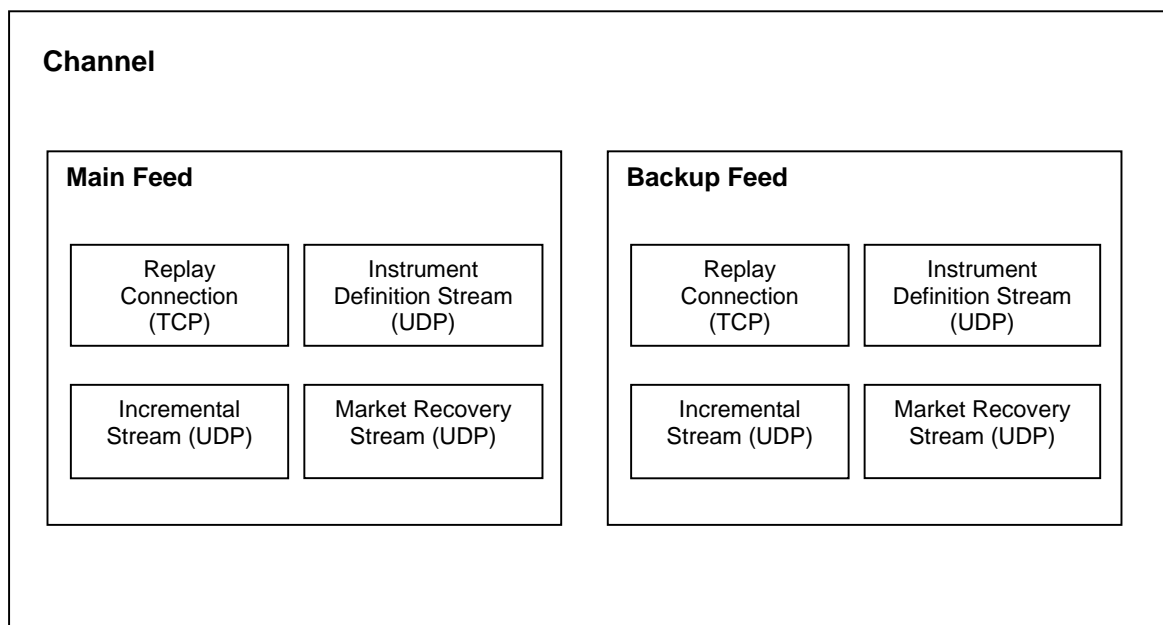 Channel
Main Feed
Replay
Connection
(TCP)
Instrument
Definition Stream
(UDP)
Incremental
Stream (UDP)
Market Recovery
Stream (UDP)
Backup Feed
Replay
Connection
(TCP)
Instrument
Definition Stream
(UDP)
Incremental
Stream (UDP)
Market Recovery
Stream (UDP)